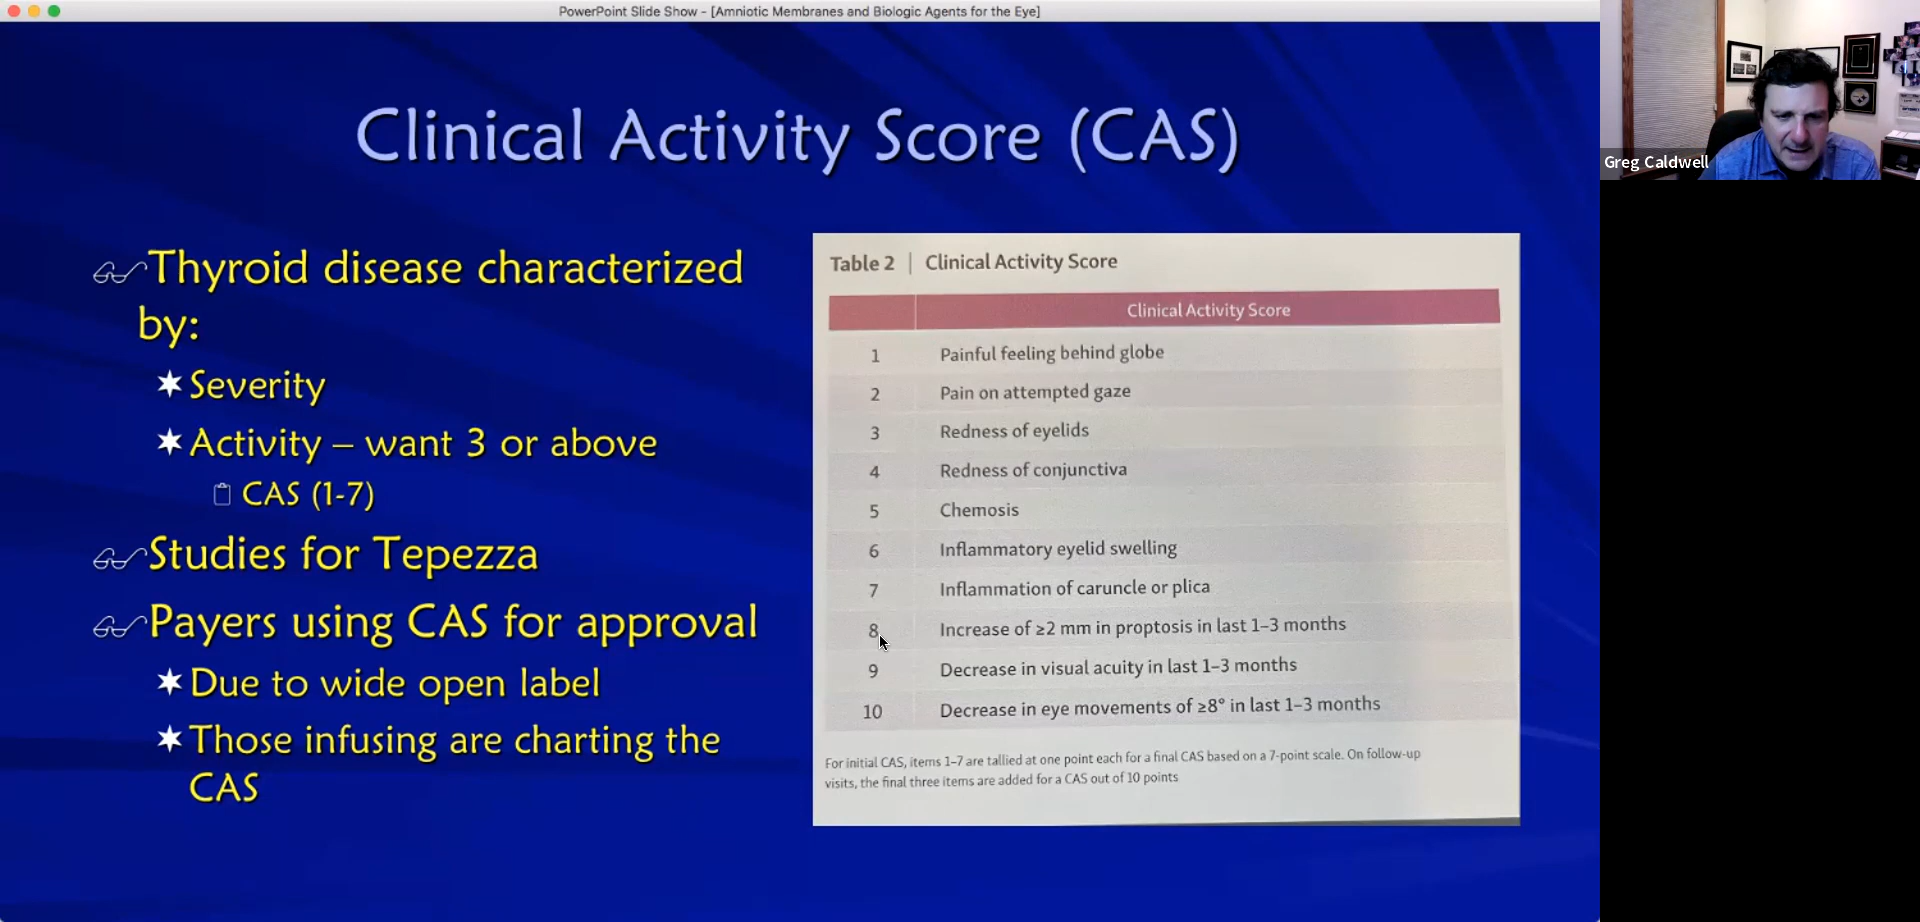 PowerPoint Slide Show - [Amniotic Membranes and Biologic Agents for the Eye]
Clinical Activity Score (CAS)
Thyroid disease characterized
by:
Severity
Activity – want 3 or above
CAS (1-7)
Studies for Tepezza
Payers using CAS for approval
Due to wide open label
Those infusing are charting the
CAS
Table 2 | Clinical Activity Score
Clinical Activity Score
1 Painful feeling behind globe
2 Pain on attempted gaze
3 Redness of eyelids
4 Redness of conjunctiva
5 Chemosis
6 Inflammatory eyelid swelling
7 Inflammation of caruncle or plica
8 Increase of ≥2 mm in proptosis in last 1–3 months
9 Decrease in visual acuity in last 1–3 months
10 Decrease in eye movements of ≥8° in last 1–3 months
For initial CAS, items 1–7 are tallied at one point each for a final CAS based on a 7-point scale. On follow-up
visits, the final three items are added for a CAS out of 10 points
Greg Caldwell